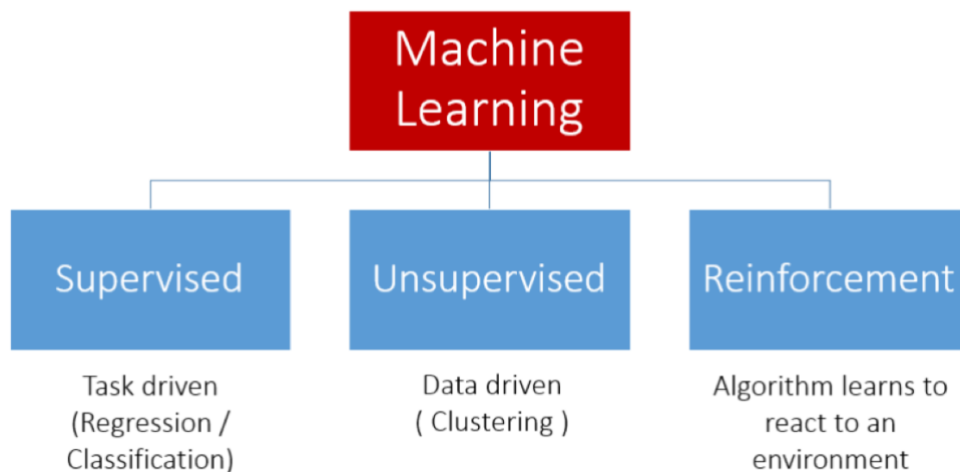 Machine
Learning
Supervised
Unsupervised
Reinforcement
Task driven
(Regression /
Classification)
Data driven
( Clustering )
Algorithm learns to
react to an
environment